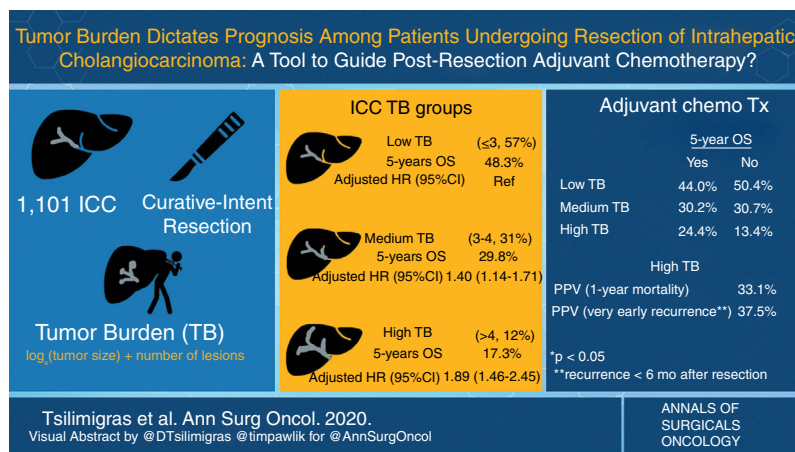 Tumor Burden Dictates Prognosis Among Patients Undergoing Resection of Intrahepatic
Cholangiocarcinoma: A Tool to Guide Post-Resection Adjuvant Chemotherapy?
1,101 ICC
Curative-Intent
Resection
Tumor Burden (TB)
logₑ(tumor size) + number of lesions
ICC TB groups
Low TB (≤3, 57%)
5-years OS 48.3%
Adjusted HR (95%CI) Ref
Medium TB (3-4, 31%)
5-years OS 29.8%
Adjusted HR (95%CI) 1.40 (1.14-1.71)
High TB (>4, 12%)
5-years OS 17.3%
Adjusted HR (95%CI) 1.89 (1.46-2.45)
Adjuvant chemo Tx
5-year OS
Yes No
Low TB 44.0% 50.4%
Medium TB 30.2% 30.7%
High TB 24.4% 13.4%
High TB
PPV (1-year mortality) 33.1%
PPV (very early recurrence**) 37.5%
*p < 0.05
**recurrence < 6 mo after resection
Tsilimigras et al. Ann Surg Oncol. 2020.
Visual Abstract by @DTsilimigras @timpawlik for @AnnSurgOncol
ANNALS OF
SURGICALS
ONCOLOGY